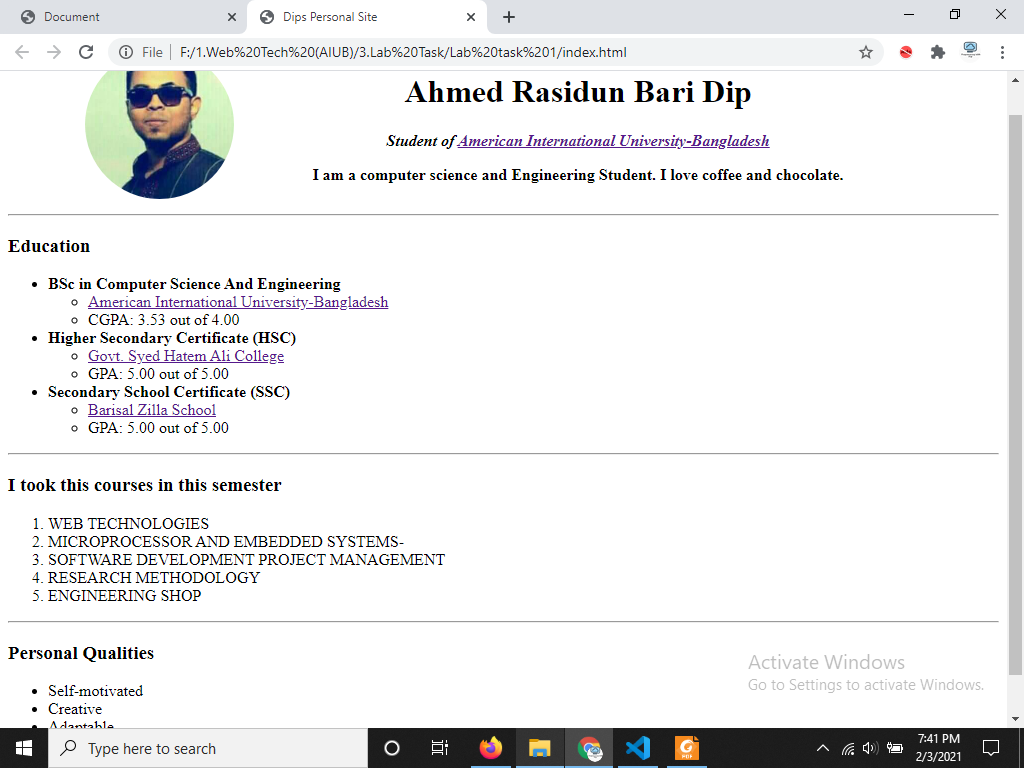 Document
Dips Personal Site
File
F:/1.Web%20Tech%20(AIUB)/3.Lab%20Task/Lab%20task%201/index.html
Ahmed Rasidun Bari Dip
Student of American International University-Bangladesh
I am a computer science and Engineering Student. I love coffee and chocolate.
Education
BSc in Computer Science And Engineering
American International University-Bangladesh
CGPA: 3.53 out of 4.00
Higher Secondary Certificate (HSC)
Govt. Syed Hatem Ali College
GPA: 5.00 out of 5.00
Secondary School Certificate (SSC)
Barisal Zilla School
GPA: 5.00 out of 5.00
I took this courses in this semester
1. WEB TECHNOLOGIES
2. MICROPROCESSOR AND EMBEDDED SYSTEMS-
3. SOFTWARE DEVELOPMENT PROJECT MANAGEMENT
4. RESEARCH METHODOLOGY
5. ENGINEERING SHOP
Personal Qualities
Self-motivated
Creative
Adaptable
Activate Windows
Go to Settings to activate Windows.
Type here to search
7:41 PM
2/3/2021